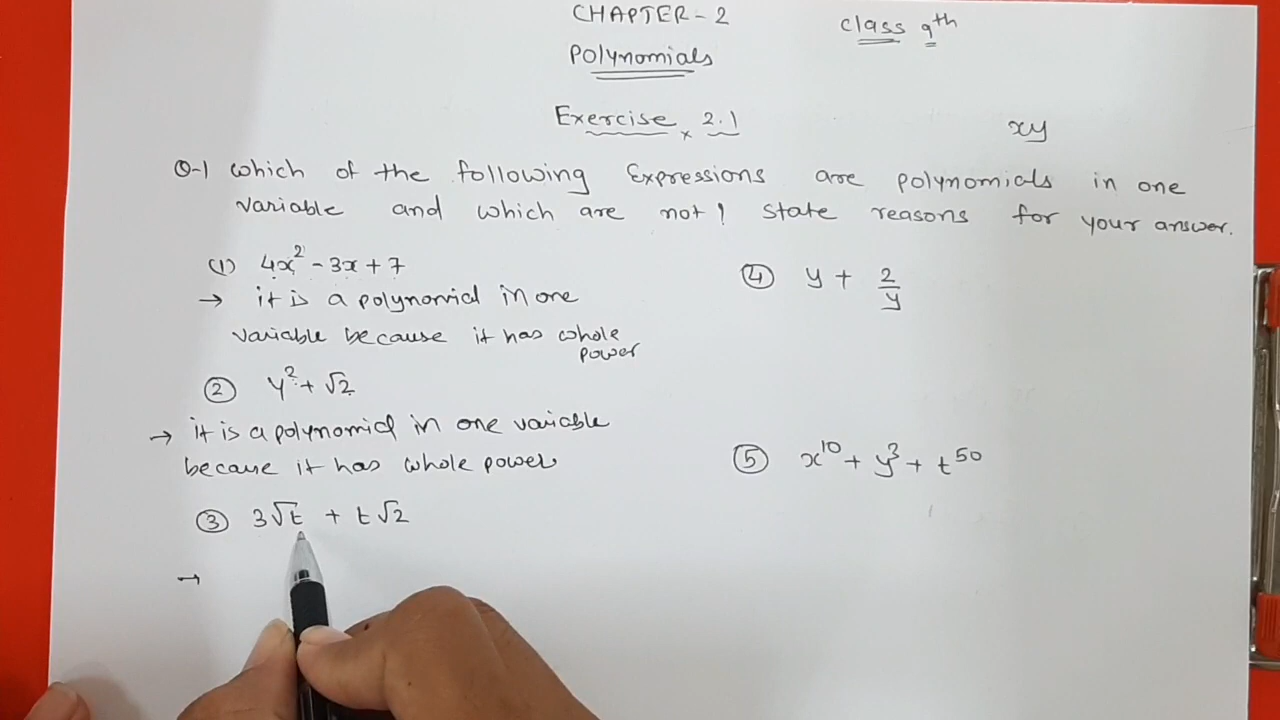 CHAPTER-2
class 9th
Polynomials
Exercise 2.1
xy
Q-1 which of the following Expressions are polynomials in one
variable and which are not! State reasons for your answer.
(1) 4x² - 3x + 7
→ it is a polynomial in one
variable because it has whole
power
② y² + √2
→ it is a polynomial in one variable
because it has whole power
③ 3√t + t√2
→
④ y + 2/y
⑤ x¹⁰ + y³ + t⁵⁰